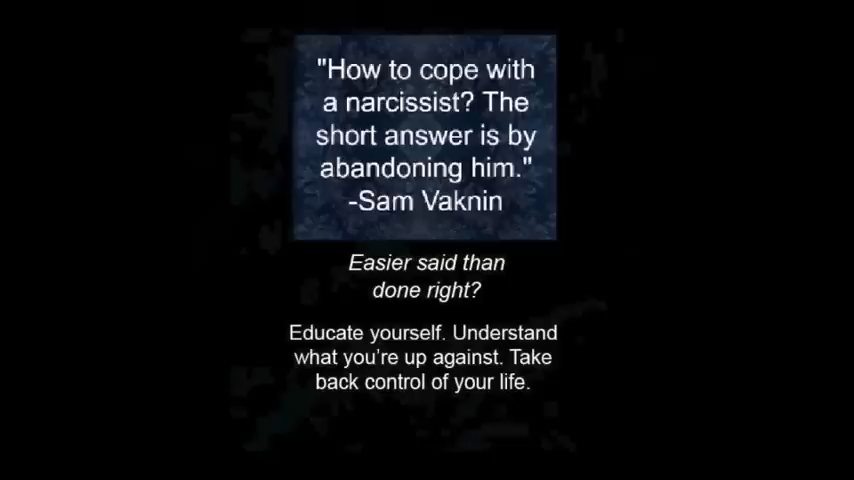 "How to cope with
a narcissist? The
short answer is by
abandoning him."
-Sam Vaknin
Easier said than
done right?
Educate yourself. Understand
what you're up against. Take
back control of your life.